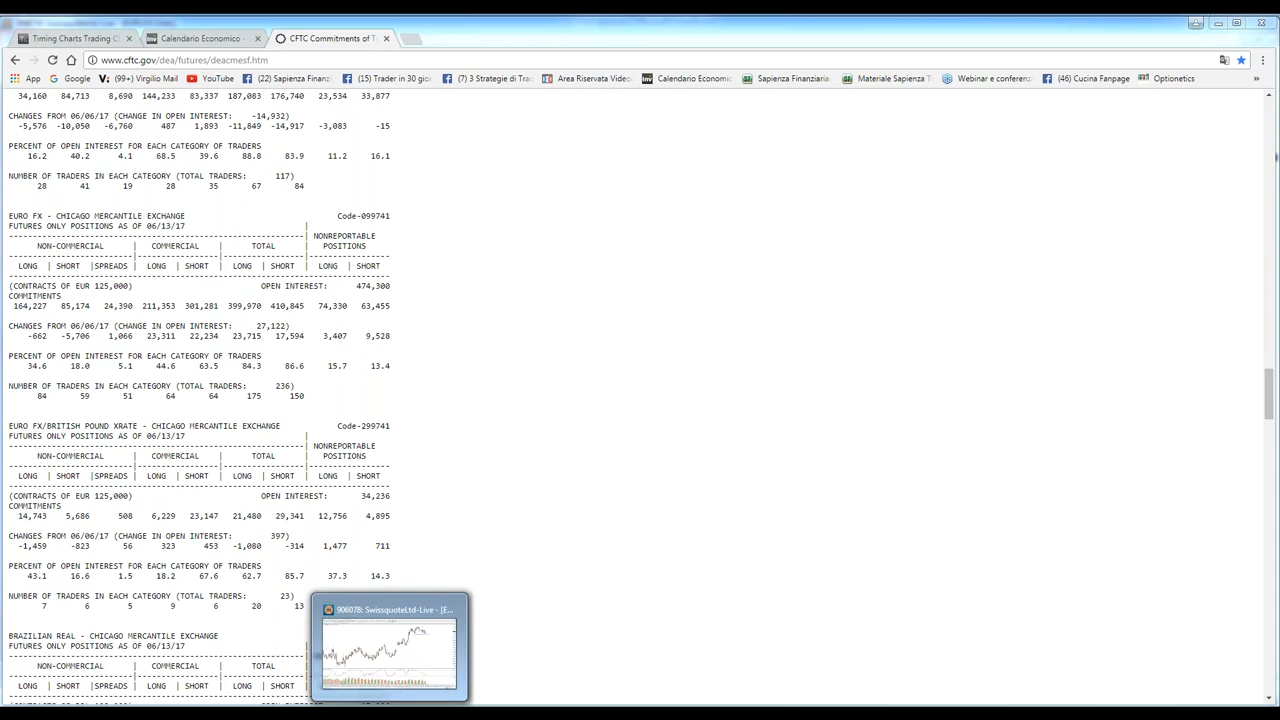 Timing Charts Trading C
Calendario Economico -
CFTC Commitments of T
www.cftc.gov/dea/futures/deacmesf.htm
App Google (99+) Virgilio Mail YouTube (22) Sapienza Finanz (15) Trader in 30 gior (7) 3 Strategie di Tra Area Riservata Video Calendario Economic Sapienza Finanziaria Materiale Sapienza T Webinar e conferenz (46) Cucina Fanpage Optionetics »
34,160 84,713 8,690 144,233 83,337 187,083 176,740 23,534 33,877
CHANGES FROM 06/06/17 (CHANGE IN OPEN INTEREST: -14,932)
-5,576 -10,050 -6,760 487 1,893 -11,849 -14,917 -3,083 -15
PERCENT OF OPEN INTEREST FOR EACH CATEGORY OF TRADERS
16.2 40.2 4.1 68.5 39.6 88.8 83.9 11.2 16.1
NUMBER OF TRADERS IN EACH CATEGORY (TOTAL TRADERS: 117)
28 41 19 28 35 67 84
EURO FX - CHICAGO MERCANTILE EXCHANGE Code-099741
FUTURES ONLY POSITIONS AS OF 06/13/17 |
--------------------------------------------------------------| NONREPORTABLE
NON-COMMERCIAL | COMMERCIAL | TOTAL | POSITIONS
--------------------------|-----------------|-----------------|-----------------
LONG | SHORT |SPREADS | LONG | SHORT | LONG | SHORT | LONG | SHORT
--------------------------------------------------------------------------------
(CONTRACTS OF EUR 125,000) OPEN INTEREST: 474,300
COMMITMENTS
164,227 85,174 24,390 211,353 301,281 399,970 410,845 74,330 63,455
CHANGES FROM 06/06/17 (CHANGE IN OPEN INTEREST: 27,122)
-662 -5,706 1,066 23,311 22,234 23,715 17,594 3,407 9,528
PERCENT OF OPEN INTEREST FOR EACH CATEGORY OF TRADERS
34.6 18.0 5.1 44.6 63.5 84.3 86.6 15.7 13.4
NUMBER OF TRADERS IN EACH CATEGORY (TOTAL TRADERS: 236)
84 59 51 64 64 175 150
EURO FX/BRITISH POUND XRATE - CHICAGO MERCANTILE EXCHANGE Code-299741
FUTURES ONLY POSITIONS AS OF 06/13/17 |
--------------------------------------------------------------| NONREPORTABLE
NON-COMMERCIAL | COMMERCIAL | TOTAL | POSITIONS
--------------------------|-----------------|-----------------|-----------------
LONG | SHORT |SPREADS | LONG | SHORT | LONG | SHORT | LONG | SHORT
--------------------------------------------------------------------------------
(CONTRACTS OF EUR 125,000) OPEN INTEREST: 34,236
COMMITMENTS
14,743 5,686 508 6,229 23,147 21,480 29,341 12,756 4,895
CHANGES FROM 06/06/17 (CHANGE IN OPEN INTEREST: 397)
-1,459 -823 56 323 453 -1,080 -314 1,477 711
PERCENT OF OPEN INTEREST FOR EACH CATEGORY OF TRADERS
43.1 16.6 1.5 18.2 67.6 62.7 85.7 37.3 14.3
NUMBER OF TRADERS IN EACH CATEGORY (TOTAL TRADERS: 23)
7 6 5 9 6 20 13
906078: SwissquoteLtd-Live - [E...
BRAZILIAN REAL - CHICAGO MERCANTILE EXCHANGE
FUTURES ONLY POSITIONS AS OF 06/13/17
NON-COMMERCIAL | COMMERCIAL | TOTAL
LONG | SHORT |SPREADS | LONG | SHORT | LONG